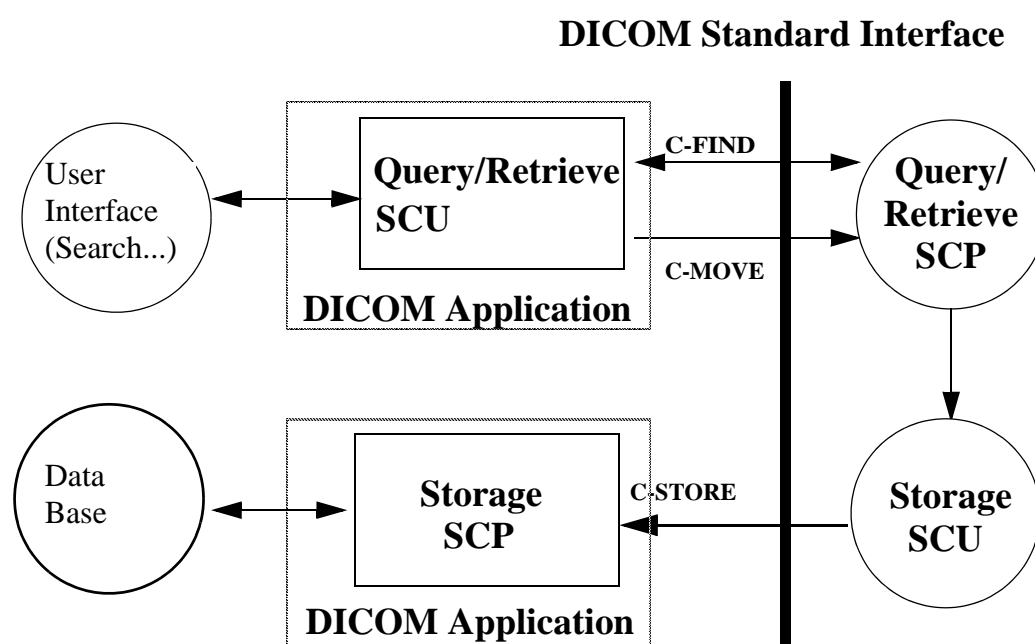 DICOM Standard Interface
User
Interface
(Search...)
Query/Retrieve
SCU
C-FIND
C-MOVE
Query/
Retrieve
SCP
DICOM Application
Data
Base
Storage
SCP
C-STORE
Storage
SCU
DICOM Application